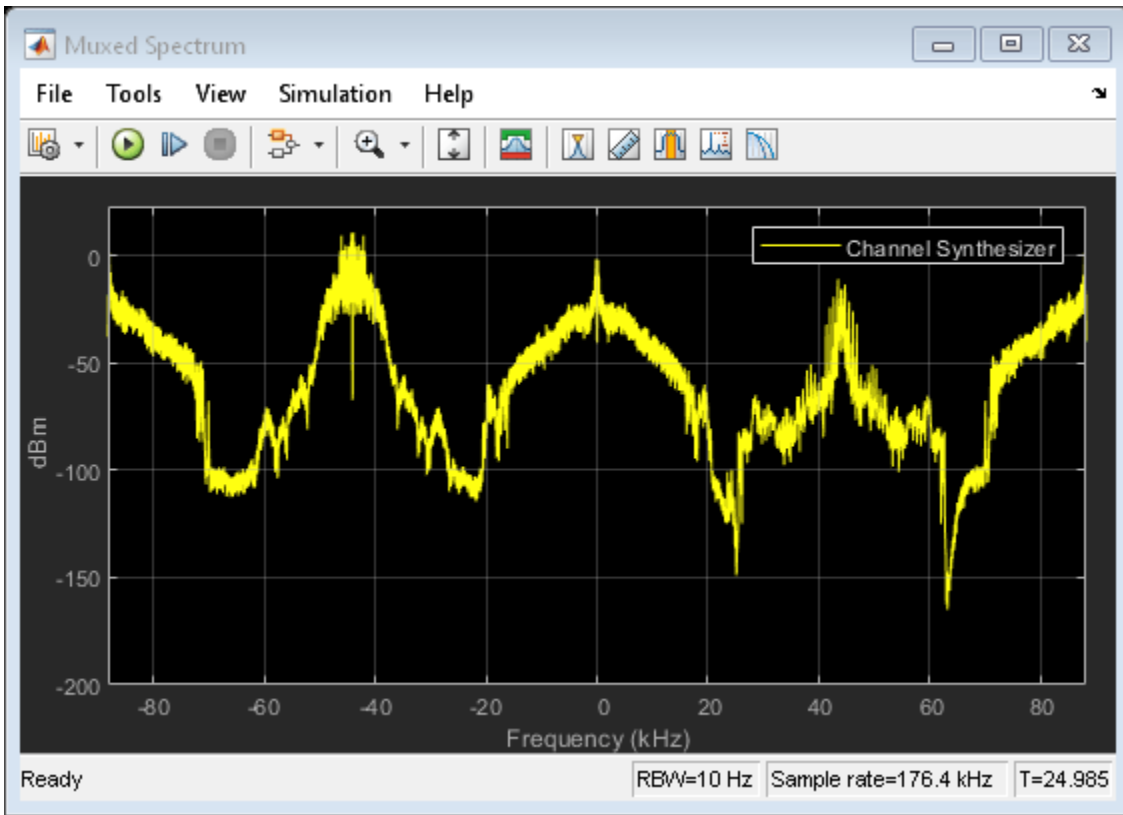 Muxed Spectrum
File Tools View Simulation Help
Channel Synthesizer
0
-50
-100
-150
-200
dBm
-80 -60 -40 -20 0 20 40 60 80
Frequency (kHz)
Ready RBW=10 Hz Sample rate=176.4 kHz T=24.985